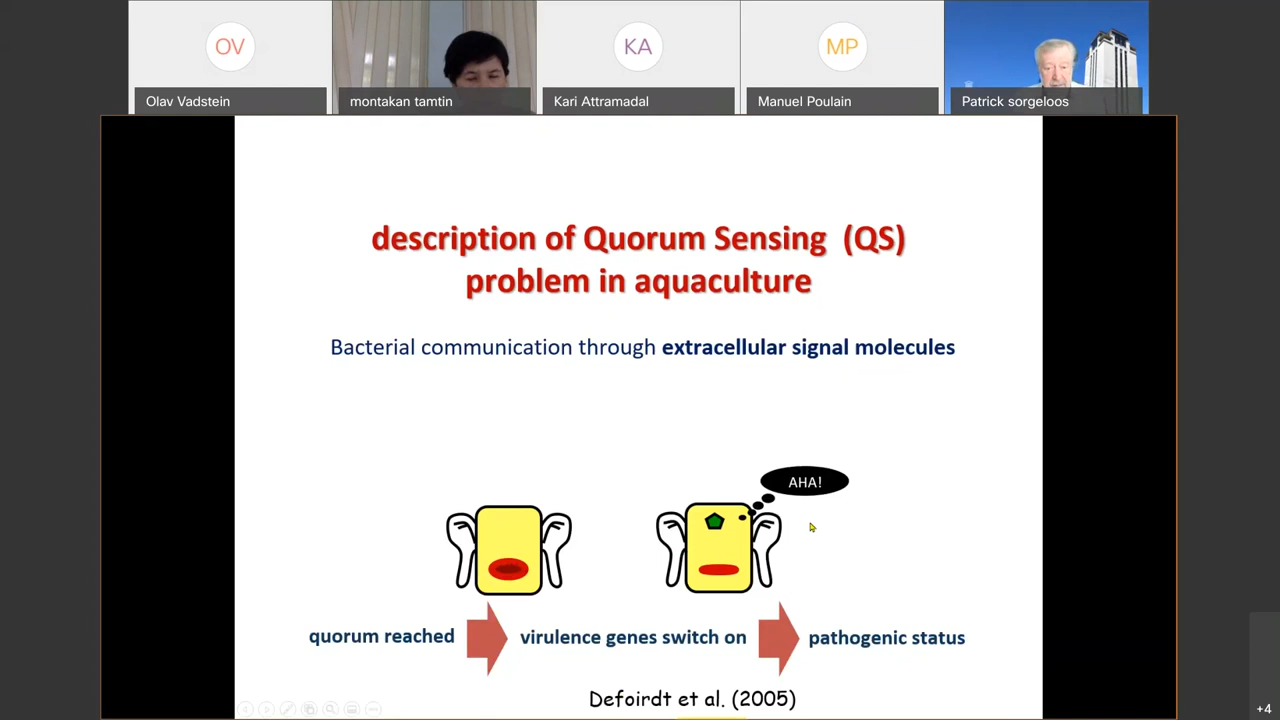 OV
KA
MP
Olav Vadstein
montakan tamtin
Kari Attramadal
Manuel Poulain
Patrick sorgeloos
description of Quorum Sensing (QS)
problem in aquaculture
Bacterial communication through extracellular signal molecules
AHA!
quorum reached
virulence genes switch on
pathogenic status
Defoirdt et al. (2005)
+4